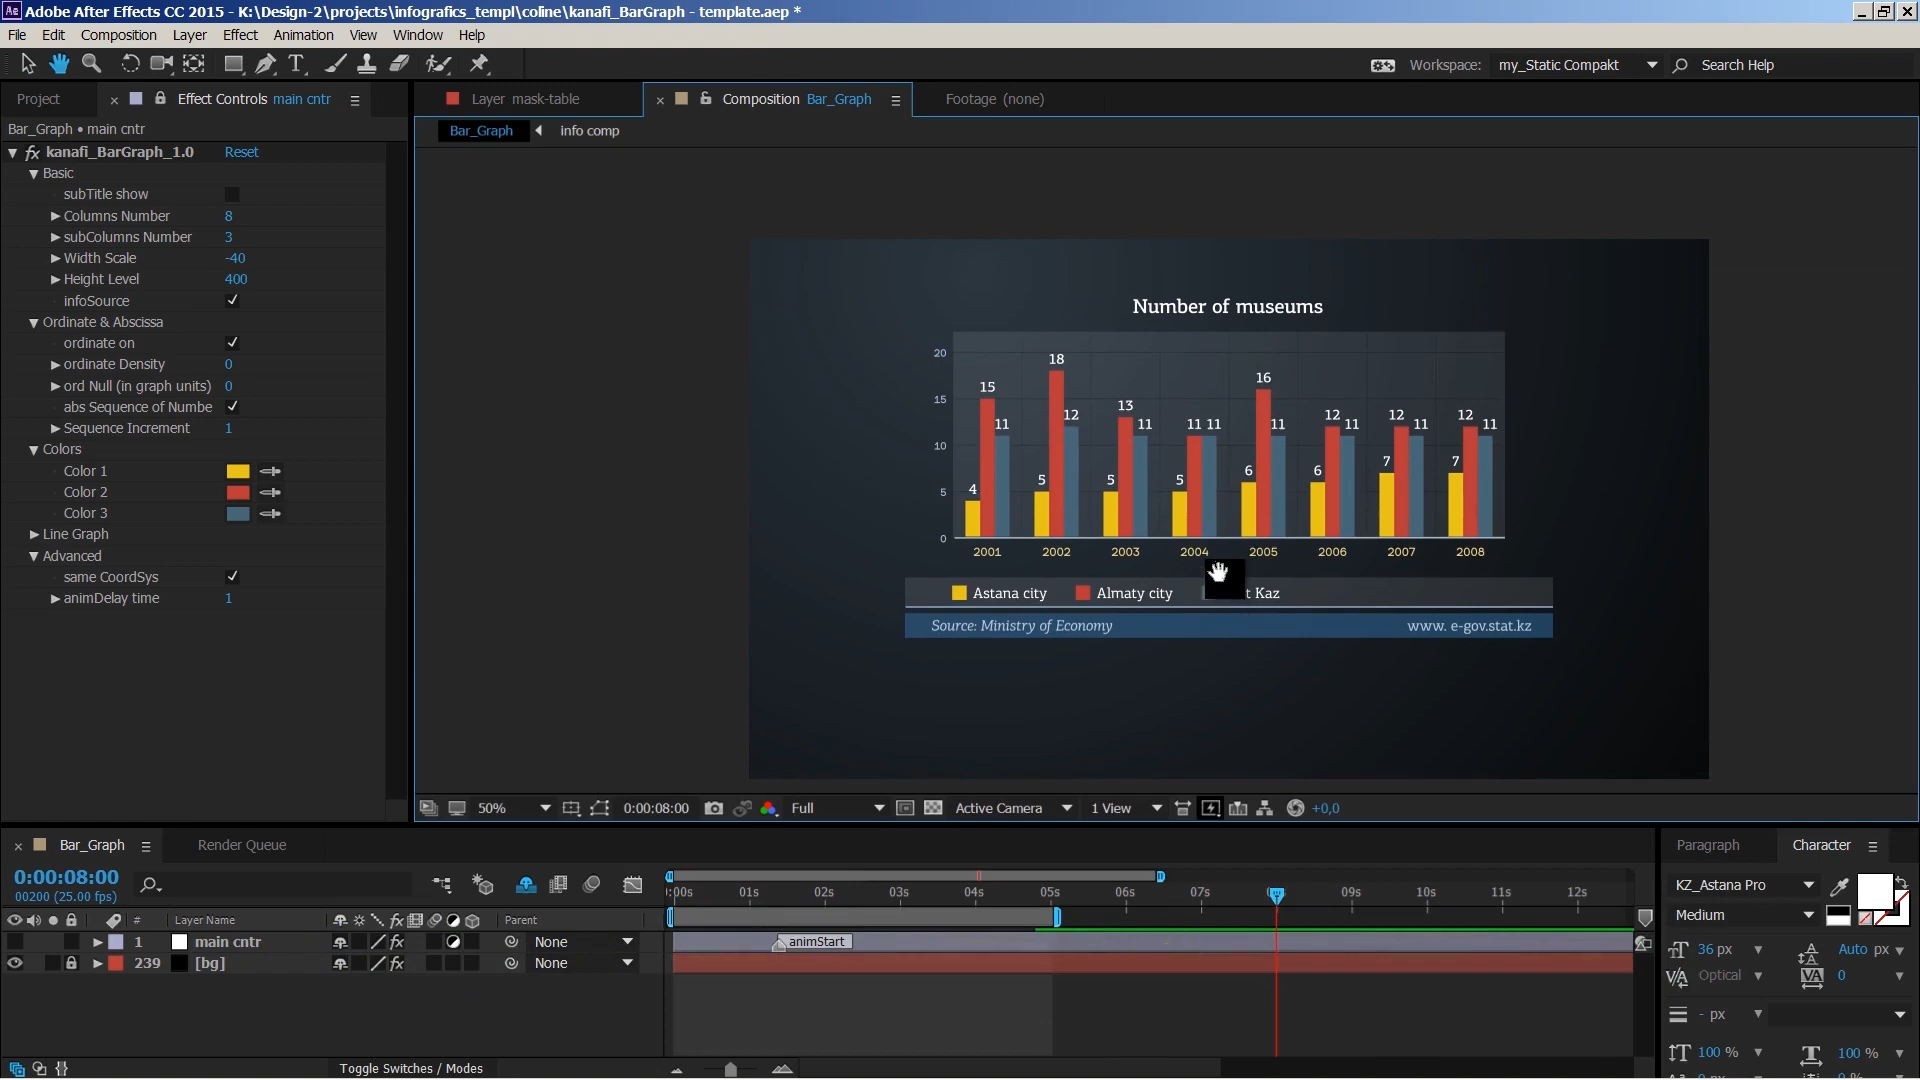 Adobe After Effects CC 2015 - K:\Design-2\projects\infografics_templ\coline\kanafi_BarGraph - template.aep *
File Edit Composition Layer Effect Animation View Window Help
Workspace: my_Static Compakt Search Help
Project Effect Controls main cntr
Layer mask-table Composition Bar_Graph Footage (none)
Bar_Graph • main cntr
Bar_Graph info comp
kanafi_BarGraph_1.0 Reset
Basic
subTitle show
Columns Number 8
subColumns Number 3
Width Scale -40
Height Level 400
infoSource
Ordinate & Abscissa
ordinate on
ordinate Density 0
ord Null (in graph units) 0
abs Sequence of Numbe
Sequence Increment 1
Colors
Color 1
Color 2
Color 3
Line Graph
Advanced
same CoordSys
animDelay time 1
Number of museums
20
15
10
5
0
4 15 11
5 18 12
5 13 11
5 11 11
6 16 11
6 12 11
7 12 11
7 12 11
2001 2002 2003 2004 2005 2006 2007 2008
Astana city Almaty city t Kaz
Source: Ministry of Economy www. e-gov.stat.kz
50% 0:00:08:00 Full Active Camera 1 View +0,0
Bar_Graph Render Queue
0:00:08:00
00200 (25.00 fps)
:00s 01s 02s 03s 04s 05s 06s 07s 09s 10s 11s 12s
# Layer Name Parent
1 main cntr None animStart
239 [bg] None
Toggle Switches / Modes
Paragraph Character
KZ_Astana Pro
Medium
36 px Auto px
Optical 0
- px
100 % 100 %